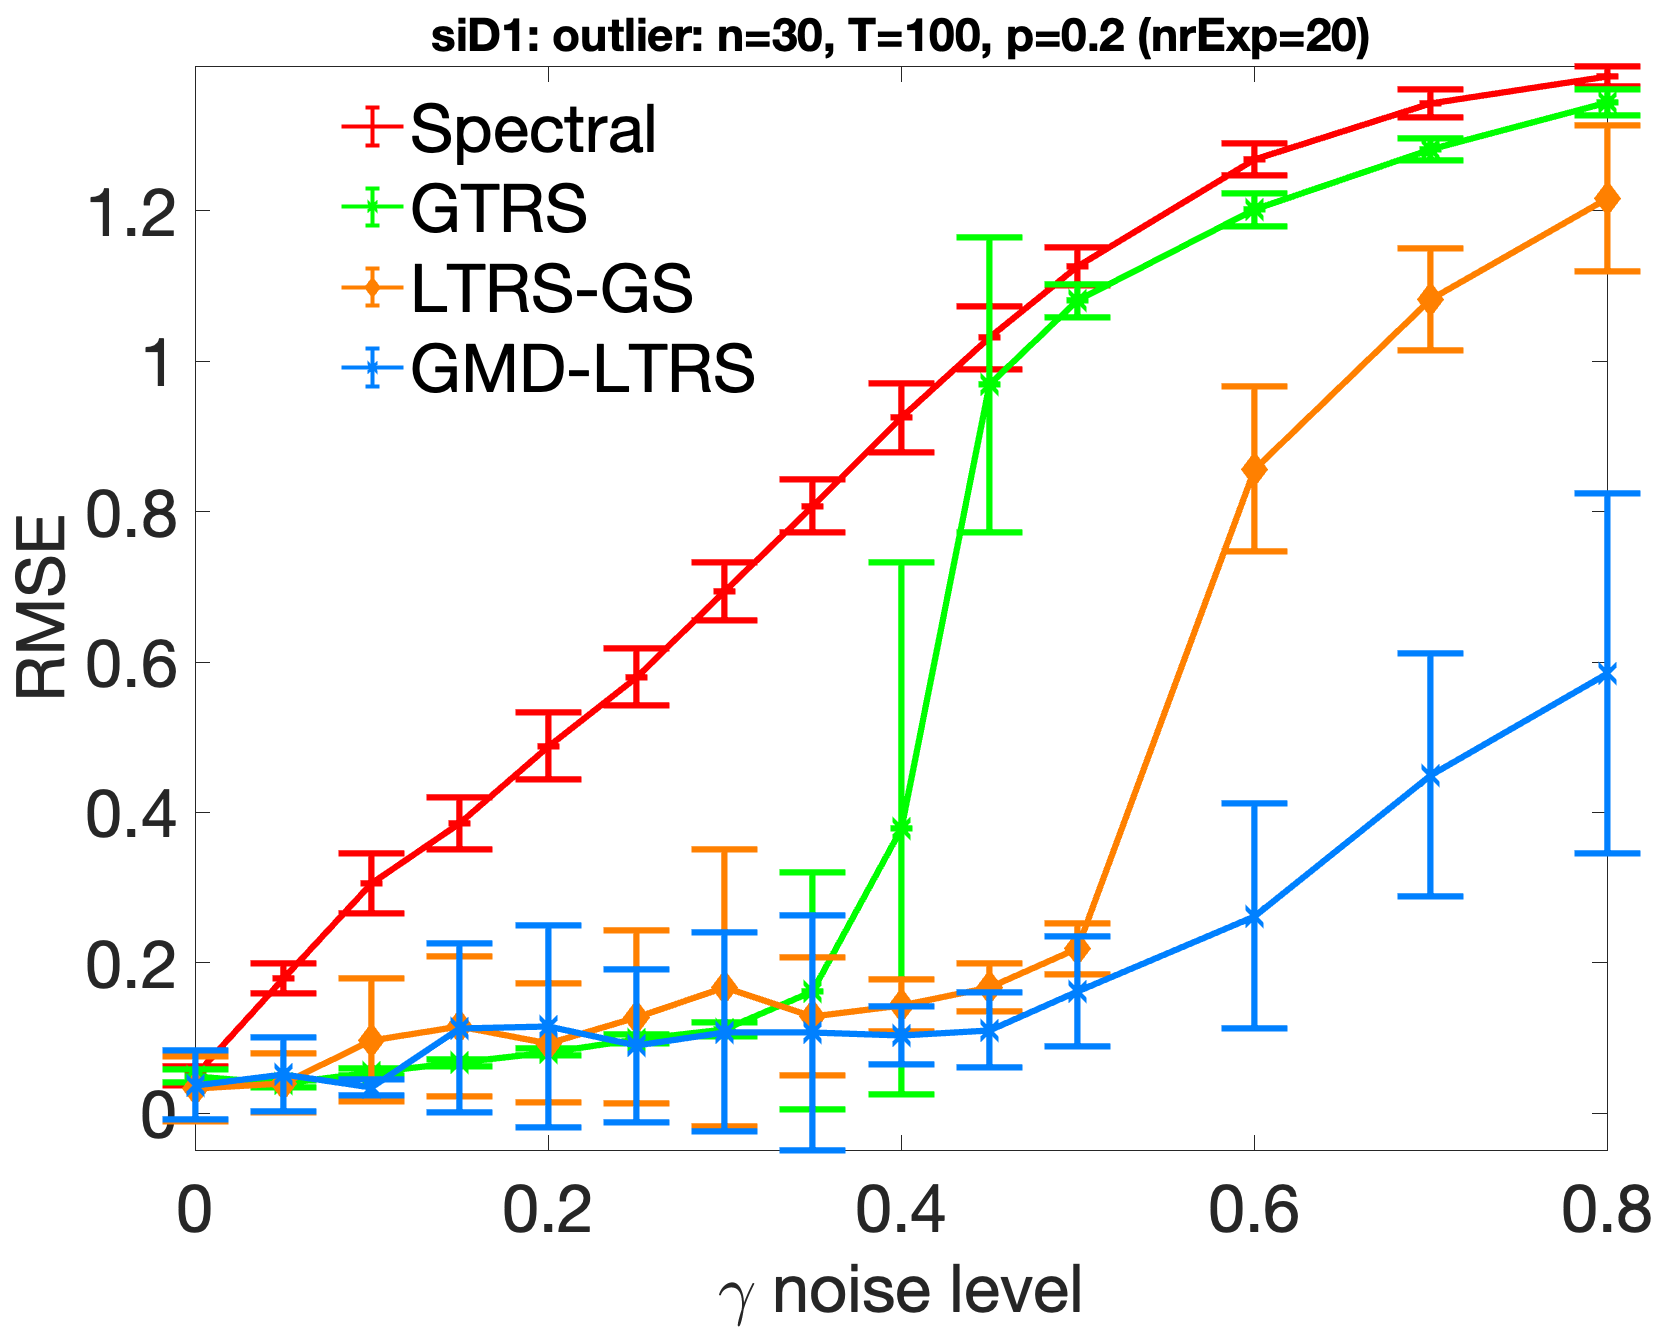 siD1: outlier: n=30, T=100, p=0.2 (nrExp=20)
Spectral
GTRS
LTRS-GS
GMD-LTRS
RMSE
1.2
1
0.8
0.6
0.4
0.2
0
0
0.2
0.4
0.6
0.8
γ noise level